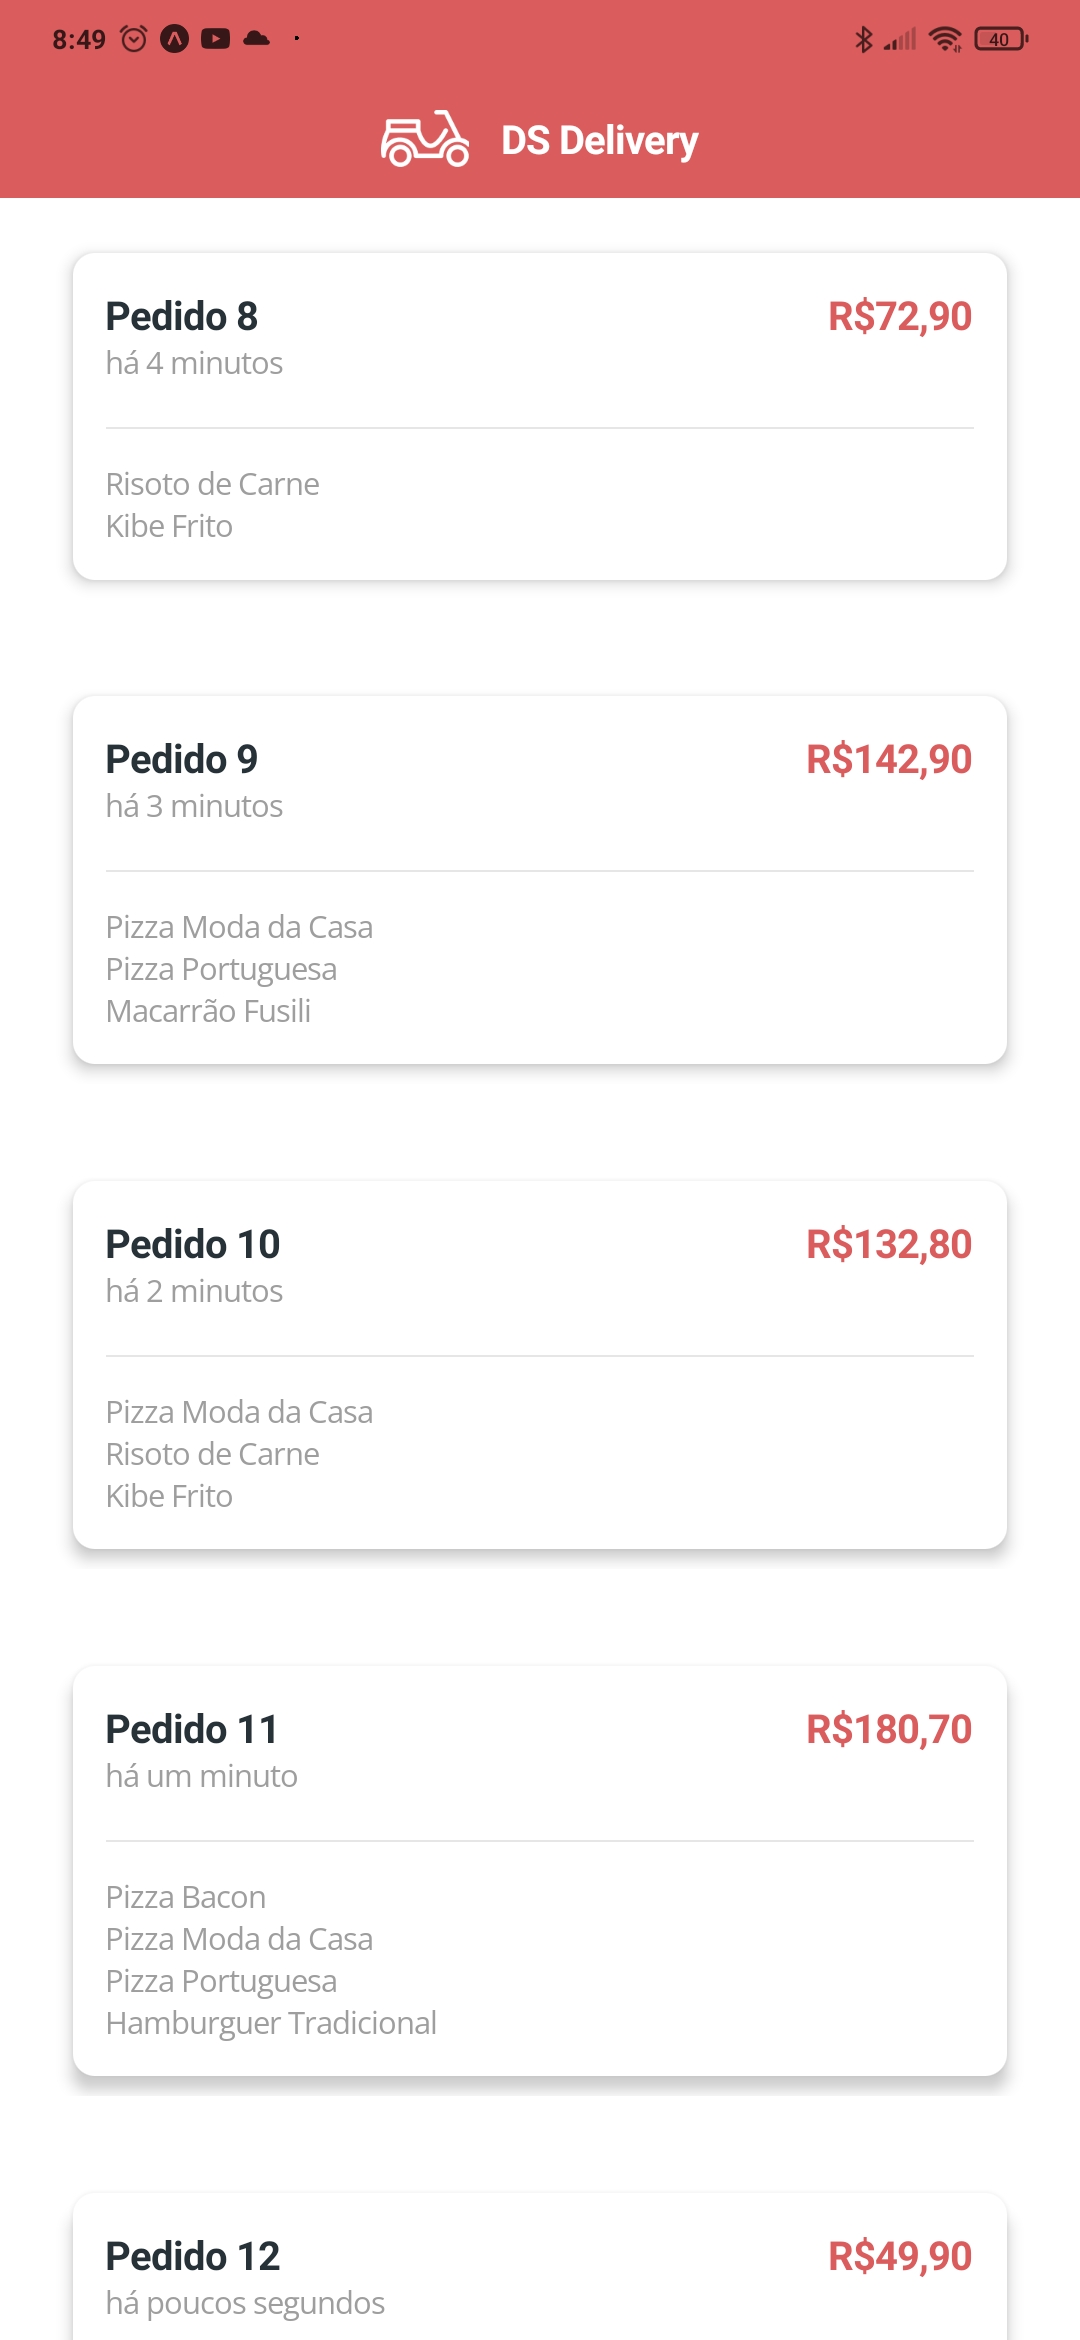 8:49
40
DS Delivery
Pedido 8
R$72,90
há 4 minutos
Risoto de Carne
Kibe Frito
Pedido 9
R$142,90
há 3 minutos
Pizza Moda da Casa
Pizza Portuguesa
Macarrão Fusili
Pedido 10
R$132,80
há 2 minutos
Pizza Moda da Casa
Risoto de Carne
Kibe Frito
Pedido 11
R$180,70
há um minuto
Pizza Bacon
Pizza Moda da Casa
Pizza Portuguesa
Hamburguer Tradicional
Pedido 12
R$49,90
há poucos segundos